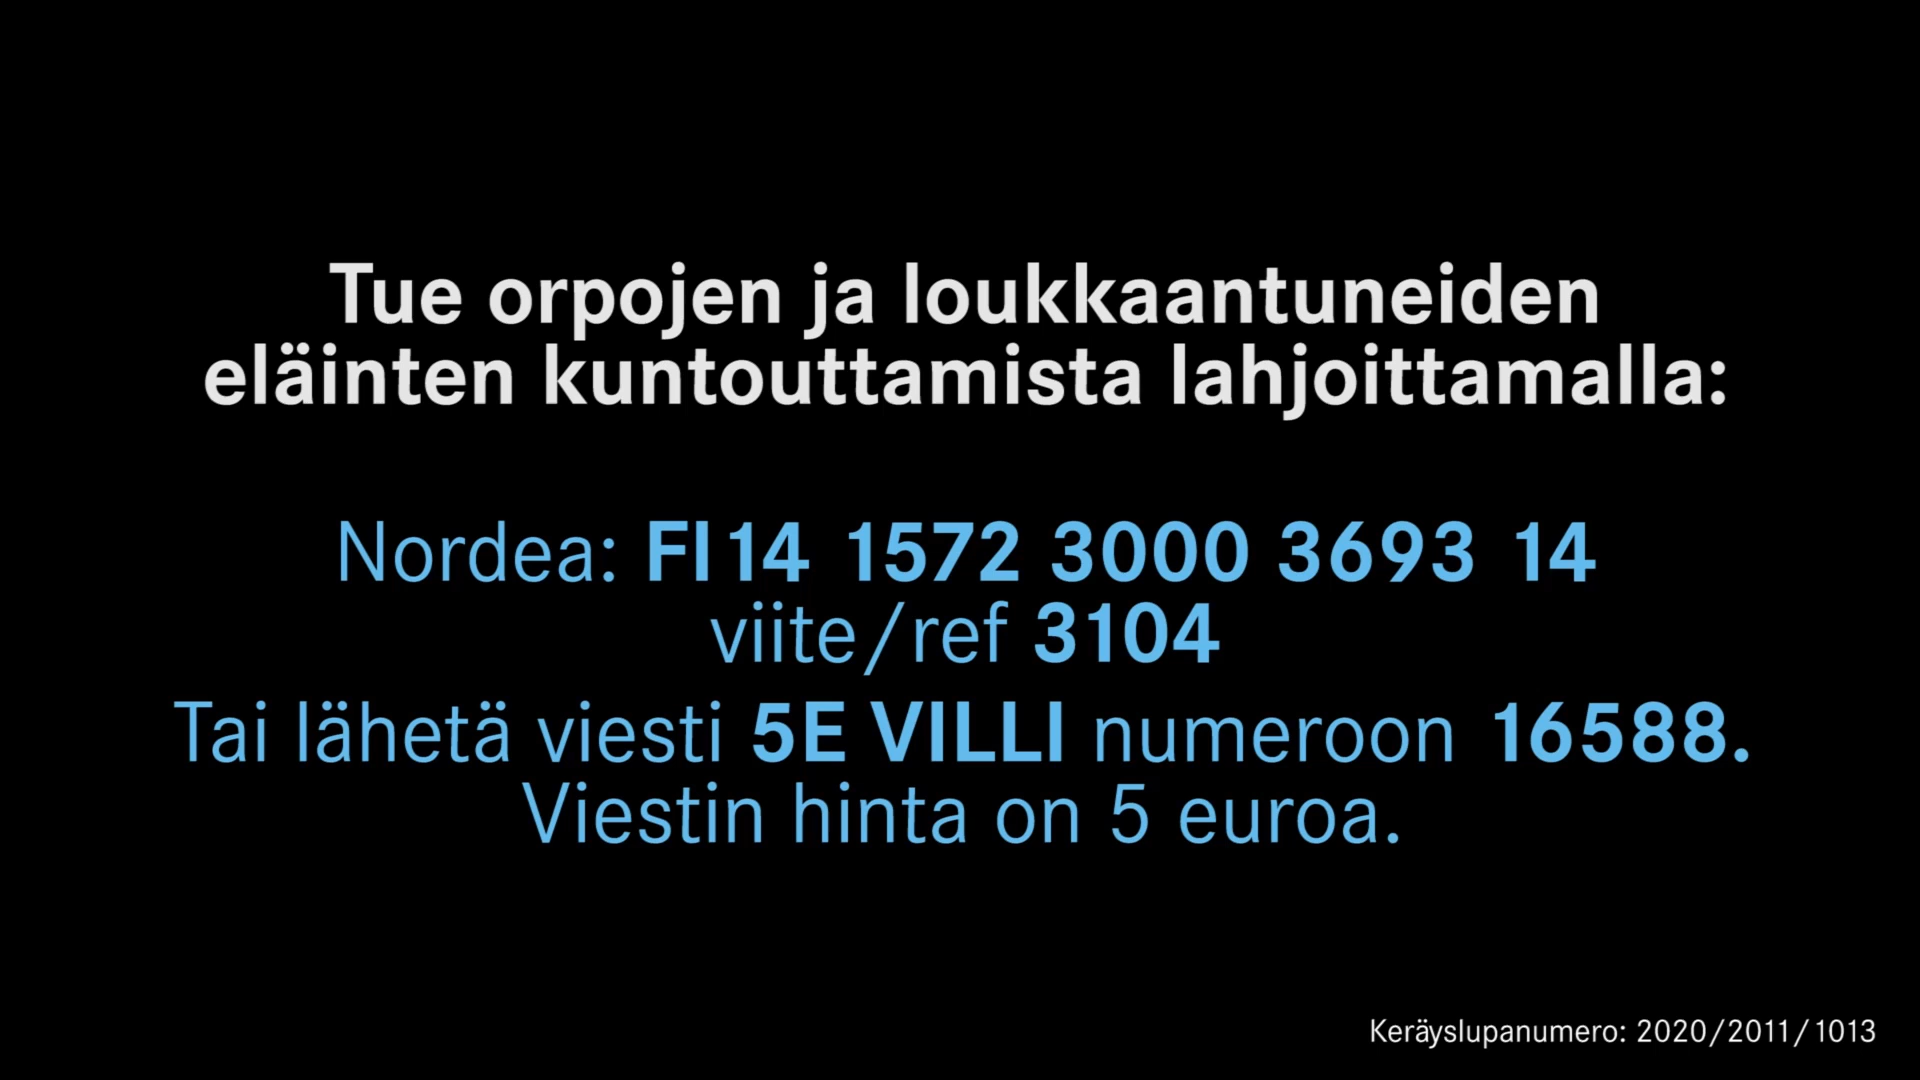 Tue orpojen ja loukkaantuneiden
eläinten kuntouttamista lahjoittamalla:
Nordea: FI14 1572 3000 3693 14
viite/ref 3104
Tai lähetä viesti 5E VILLI numeroon 16588.
Viestin hinta on 5 euroa.
Keräyslupanumero: 2020/2011/1013